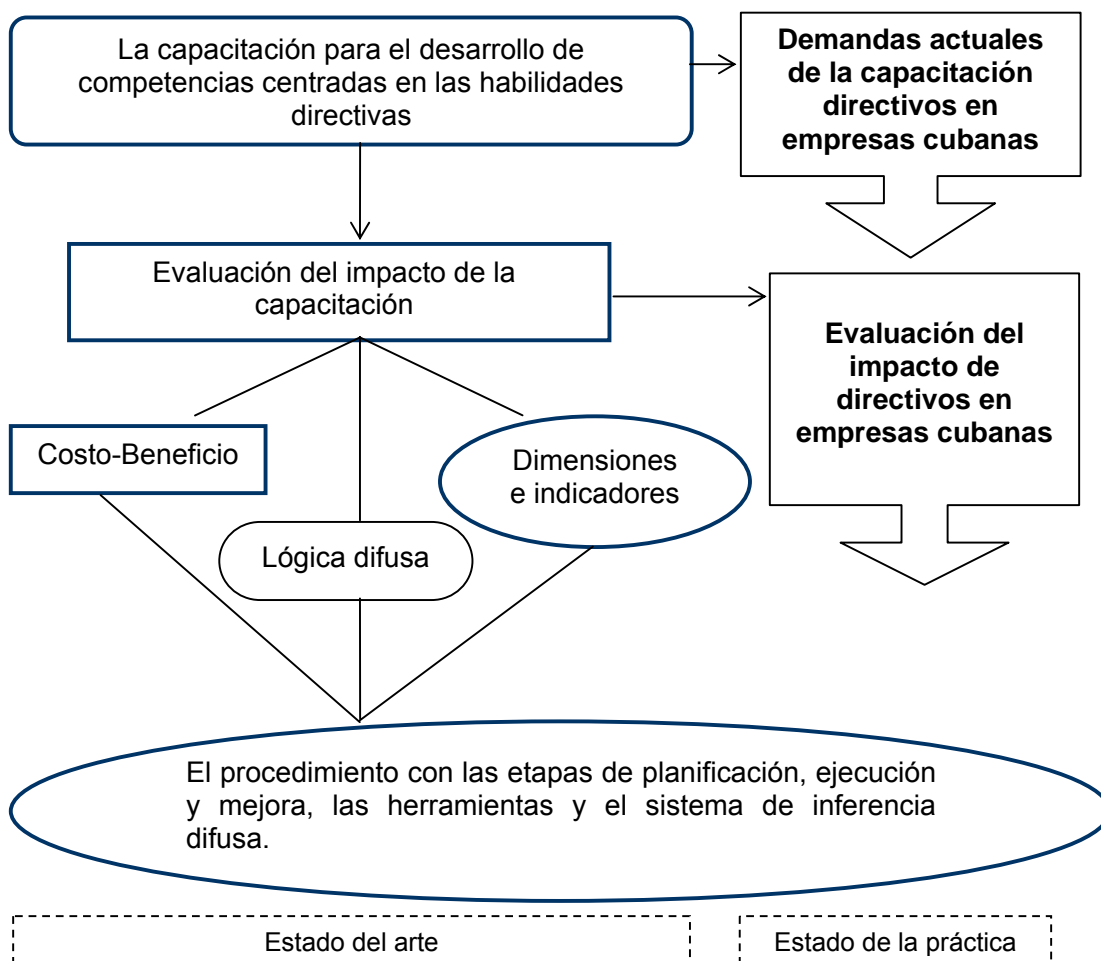 La capacitación para el desarrollo de
competencias centradas en las habilidades
directivas
Demandas actuales
de la capacitación
directivos en
empresas cubanas
Evaluación del impacto de la
capacitación
Evaluación del
impacto de
directivos en
empresas cubanas
Costo-Beneficio
Dimensiones
e indicadores
Lógica difusa
El procedimiento con las etapas de planificación, ejecución
y mejora, las herramientas y el sistema de inferencia
difusa.
Estado del arte
Estado de la práctica